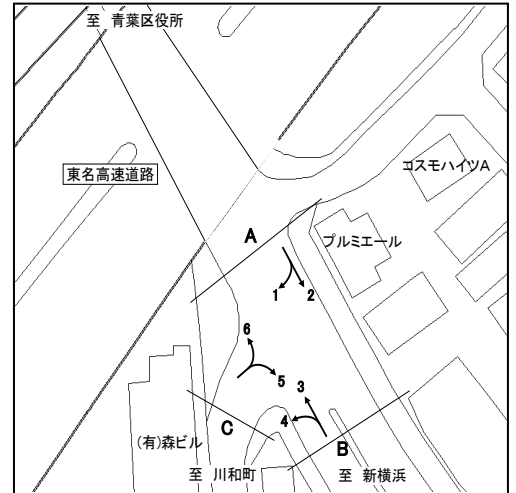 至 青葉区役所
コスモハイツA
東名高速道路
プルミエール
A
1 2
6
5 3
4
C B
(有)森ビル
至 川和町 至 新横浜